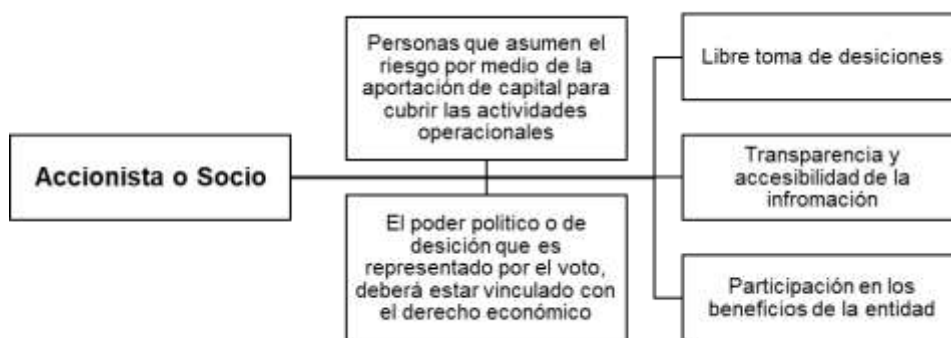 Accionista o Socio
Personas que asumen el
riesgo por medio de la
aportación de capital para
cubrir las actividades
operacionales
El poder político o de
desición que es
representado por el voto,
deberá estar vinculado con
el derecho económico
Libre toma de desiciones
Transparencia y
accesibilidad de la
infromación
Participación en los
beneficios de la entidad